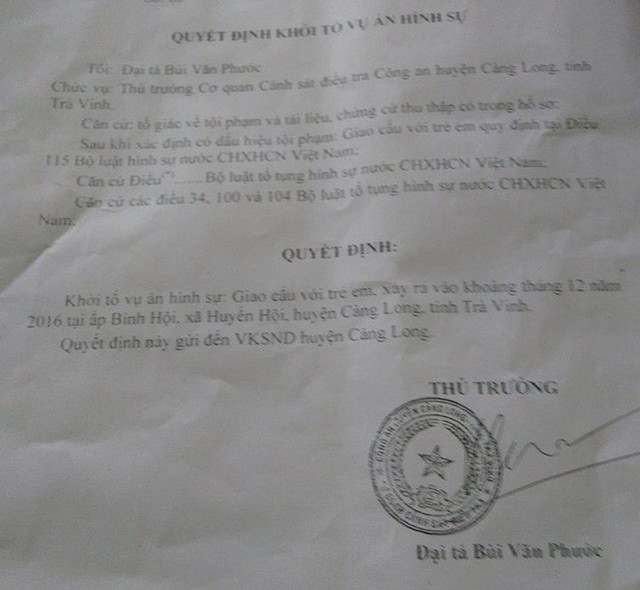 QUYẾT ĐỊNH KHỞI TỐ VỤ ÁN HÌNH SỰ
Tôi: Đại tá Bùi Văn Phước
Chức vụ: Thủ trưởng Cơ quan Cảnh sát điều tra Công an huyện Càng Long, tỉnh
Trà Vinh.
Căn cứ: tố giác về tội phạm và tài liệu, chứng cứ thu thập có trong hồ sơ;
Sau khi xác định có dấu hiệu tội phạm: Giao cấu với trẻ em quy định tại Điều
115 Bộ luật hình sự nước CHXHCN Việt Nam;
Căn cứ Điều(*)........Bộ luật tố tụng hình sự nước CHXHCN Việt Nam;
Căn cứ các điều 34, 100 và 104 Bộ luật tố tụng hình sự nước CHXHCN Việt
Nam.
QUYẾT ĐỊNH:
Khởi tố vụ án hình sự: Giao cấu với trẻ em, xảy ra vào khoảng tháng 12 năm
2016 tại ấp Bình Hội, xã Huyền Hội, huyện Càng Long, tỉnh Trà Vinh.
Quyết định này gửi đến VKSND huyện Càng Long.
THỦ TRƯỞNG
Đại tá Bùi Văn Phước